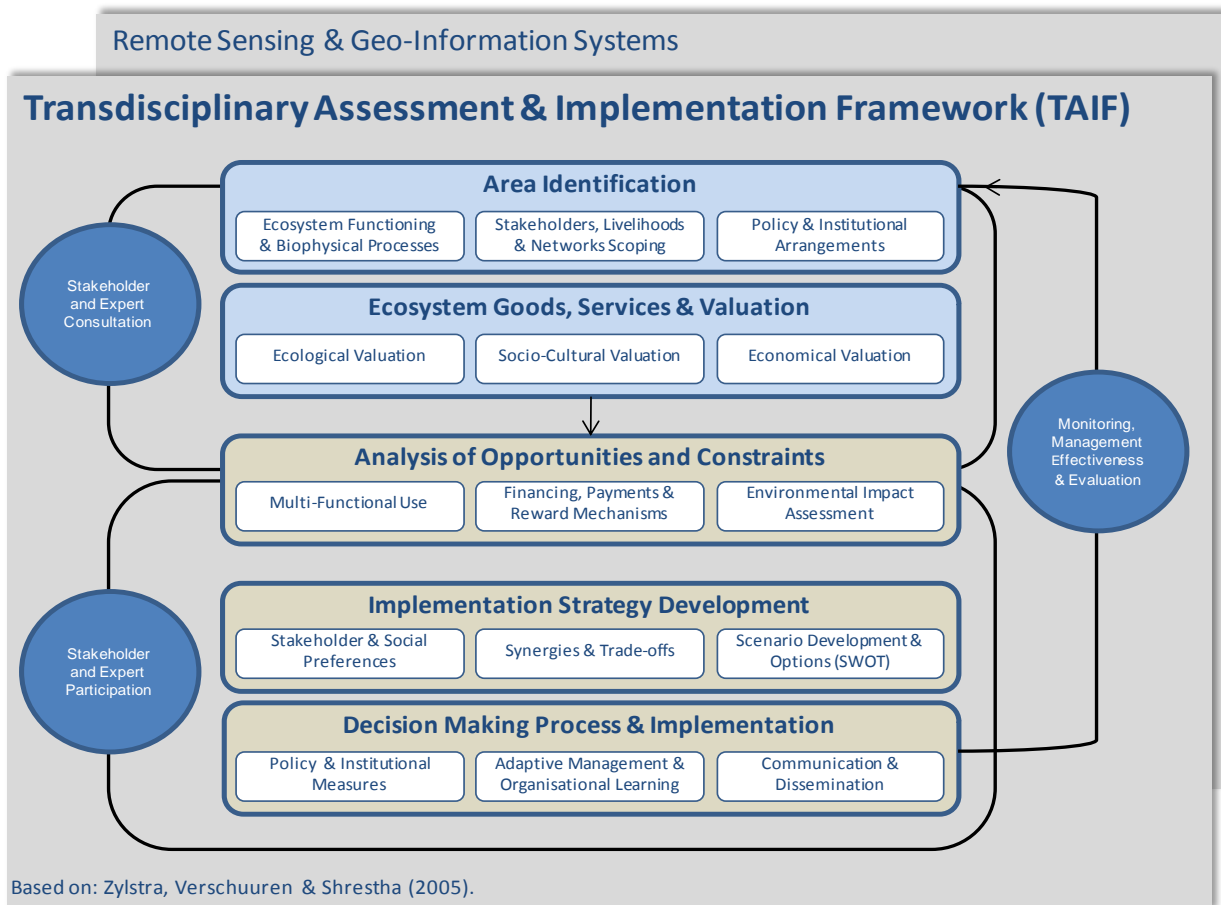 Remote Sensing & Geo-Information Systems
Transdisciplinary Assessment & Implementation Framework (TAIF)
Area Identification
Ecosystem Functioning
& Biophysical Processes
Stakeholders, Livelihoods
& Networks Scoping
Policy & Institutional
Arrangements
Stakeholder
and Expert
Consultation
Ecosystem Goods, Services & Valuation
Ecological Valuation
Socio-Cultural Valuation
Economical Valuation
Monitoring,
Management
Effectiveness
& Evaluation
Analysis of Opportunities and Constraints
Multi-Functional Use
Financing, Payments &
Reward Mechanisms
Environmental Impact
Assessment
Implementation Strategy Development
Stakeholder & Social
Preferences
Synergies & Trade-offs
Scenario Development &
Options (SWOT)
Stakeholder
and Expert
Participation
Decision Making Process & Implementation
Policy & Institutional
Measures
Adaptive Management &
Organisational Learning
Communication &
Dissemination
Based on: Zylstra, Verschuuren & Shrestha (2005).